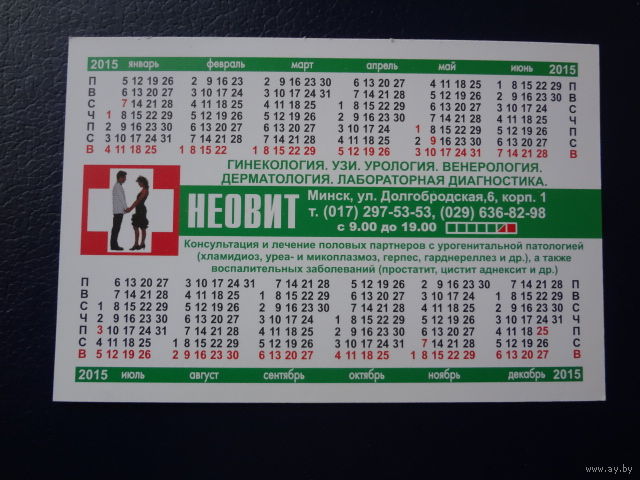 2015 январь февраль март апрель май июнь 2015
П 5 12 19 26 2 9 16 23 2 9 16 23 30 6 13 20 27 4 11 18 25 1 8 15 22 29 П
В 6 13 20 27 3 10 17 24 3 10 17 24 31 7 14 21 28 5 12 19 26 2 9 16 23 30 В
С 7 14 21 28 4 11 18 25 4 11 18 25 1 8 15 22 29 6 13 20 27 3 10 17 24 С
Ч 1 8 15 22 29 5 12 19 26 5 12 19 26 2 9 16 23 30 7 14 21 28 4 11 18 25 Ч
П 2 9 16 23 30 6 13 20 27 6 13 20 27 3 10 17 24 1 8 15 22 29 5 12 19 26 П
С 3 10 17 24 31 7 14 21 28 7 14 21 28 4 11 18 25 2 9 16 23 30 6 13 20 27 С
В 4 11 18 25 1 8 15 22 1 8 15 22 29 5 12 19 26 3 10 17 24 31 7 14 21 28 В
ГИНЕКОЛОГИЯ. УЗИ. УРОЛОГИЯ. ВЕНЕРОЛОГИЯ.
ДЕРМАТОЛОГИЯ. ЛАБОРАТОРНАЯ ДИАГНОСТИКА.
НЕОВИТ
Минск, ул. Долгобродская,6, корп. 1
т. (017) 297-53-53, (029) 636-82-98
с 9.00 до 19.00
Консультация и лечение половых партнеров с урогенитальной патологией
(хламидиоз, уреа- и микоплазмоз, герпес, гарднереллез и др.), а также
воспалительных заболеваний (простатит, цистит аднексит и др.)
П 6 13 20 27 3 10 17 24 31 7 14 21 28 5 12 19 26 2 9 16 23 30 7 14 21 28 П
В 7 14 21 28 4 11 18 25 1 8 15 22 29 6 13 20 27 3 10 17 24 1 8 15 22 29 В
С 1 8 15 22 29 5 12 19 26 2 9 16 23 30 7 14 21 28 4 11 18 25 2 9 16 23 30 С
Ч 2 9 16 23 30 6 13 20 27 3 10 17 24 1 8 15 22 29 5 12 19 26 3 10 17 24 31 Ч
П 3 10 17 24 31 7 14 21 28 4 11 18 25 2 9 16 23 30 6 13 20 27 4 11 18 25 П
С 4 11 18 25 1 8 15 22 29 5 12 19 26 3 10 17 24 31 7 14 21 28 5 12 19 26 С
В 5 12 19 26 2 9 16 23 30 6 13 20 27 4 11 18 25 1 8 15 22 29 6 13 20 27 В
2015 июль август сентябрь октябрь ноябрь декабрь 2015
www.ay.by